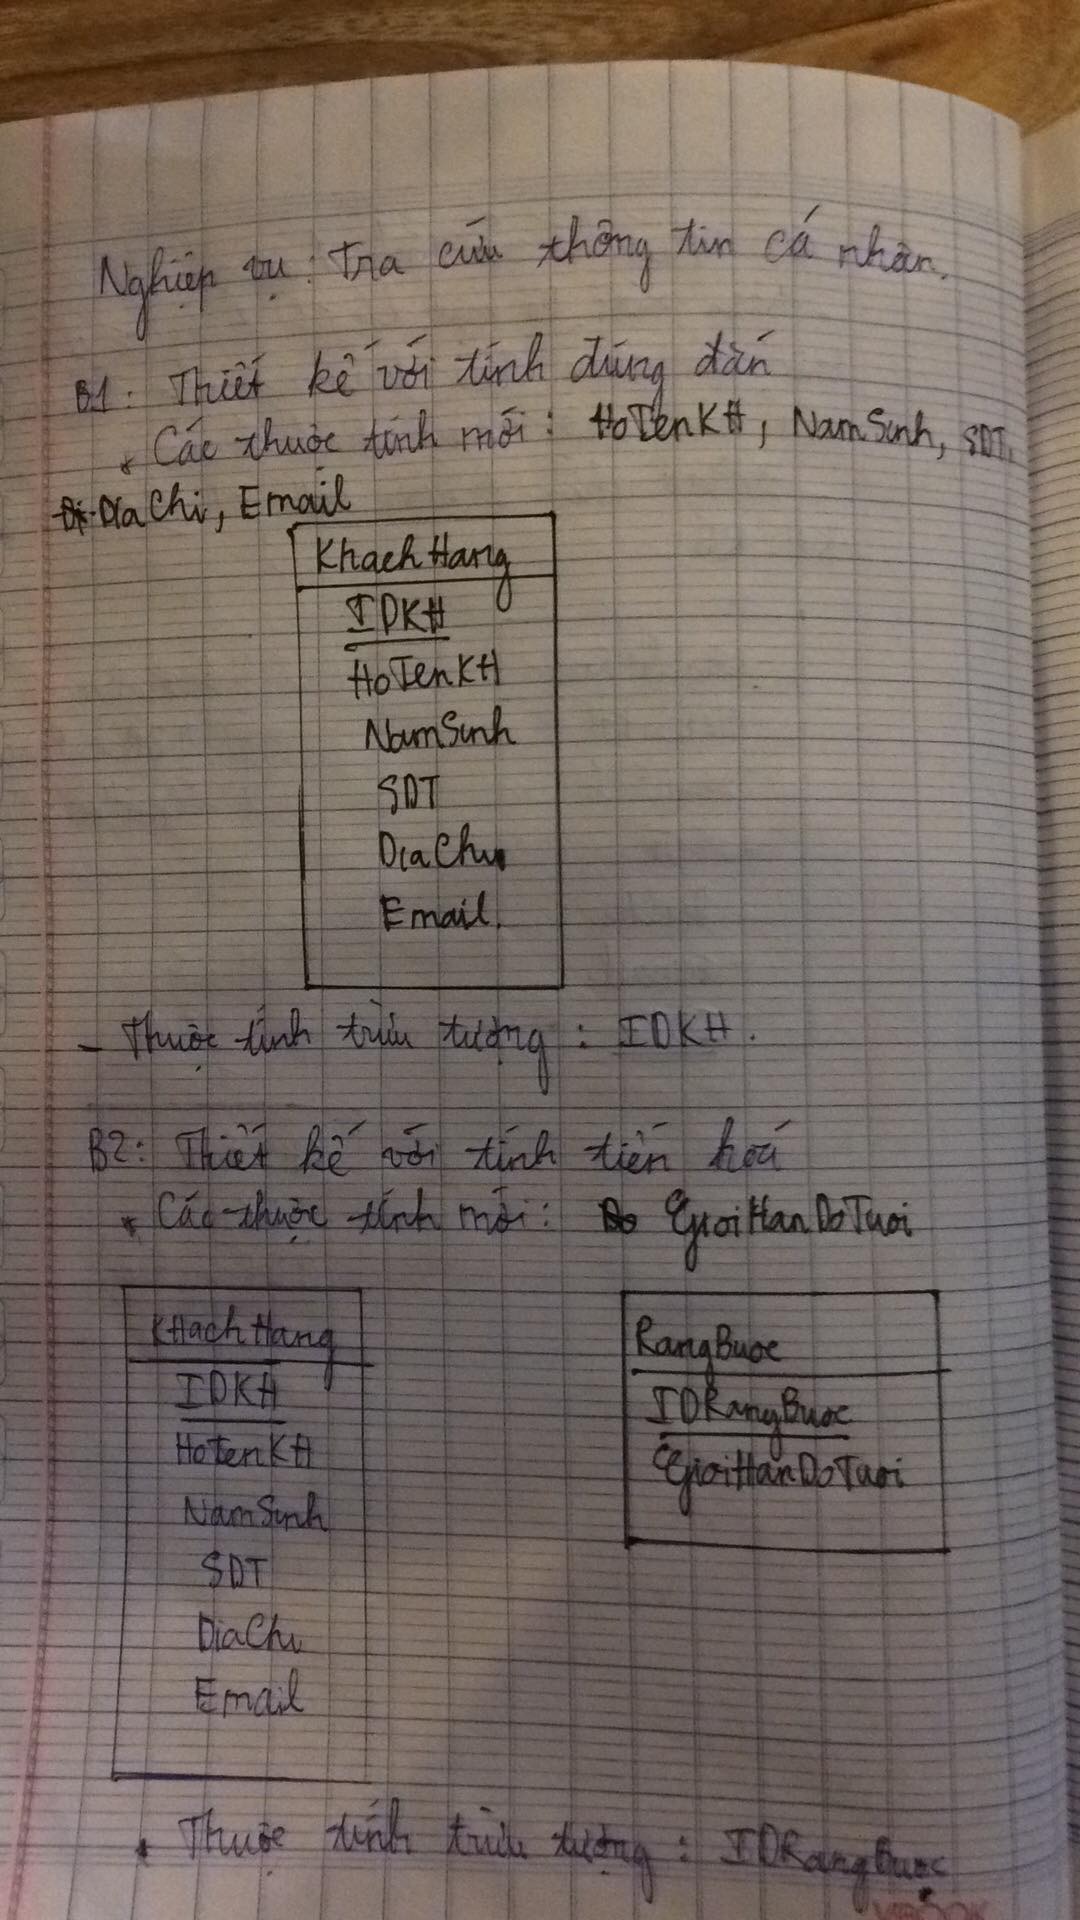 Nghiệp vụ: Tra cứu thông tin cá nhân.
B1: Thiết kế với tính đúng đắn
* Các thuộc tính mới: HoTenKH, NamSinh, SDT,
DiaChi, Email
KhachHang
IDKH
HoTenKH
NamSinh
SDT
DiaChi
Email.
- Thuộc tính trừu tượng: IDKH.
B2: Thiết kế với tính tiến hoá
* Các thuộc tính mới: GioiHanDoTuoi
KHachHang
IDKH
HoTenKH
NamSinh
SDT
DiaChi
Email
RangBuoc
IDRangBuoc
GioiHanDoTuoi
* Thuộc tính trừu tượng: IDRangBuoc